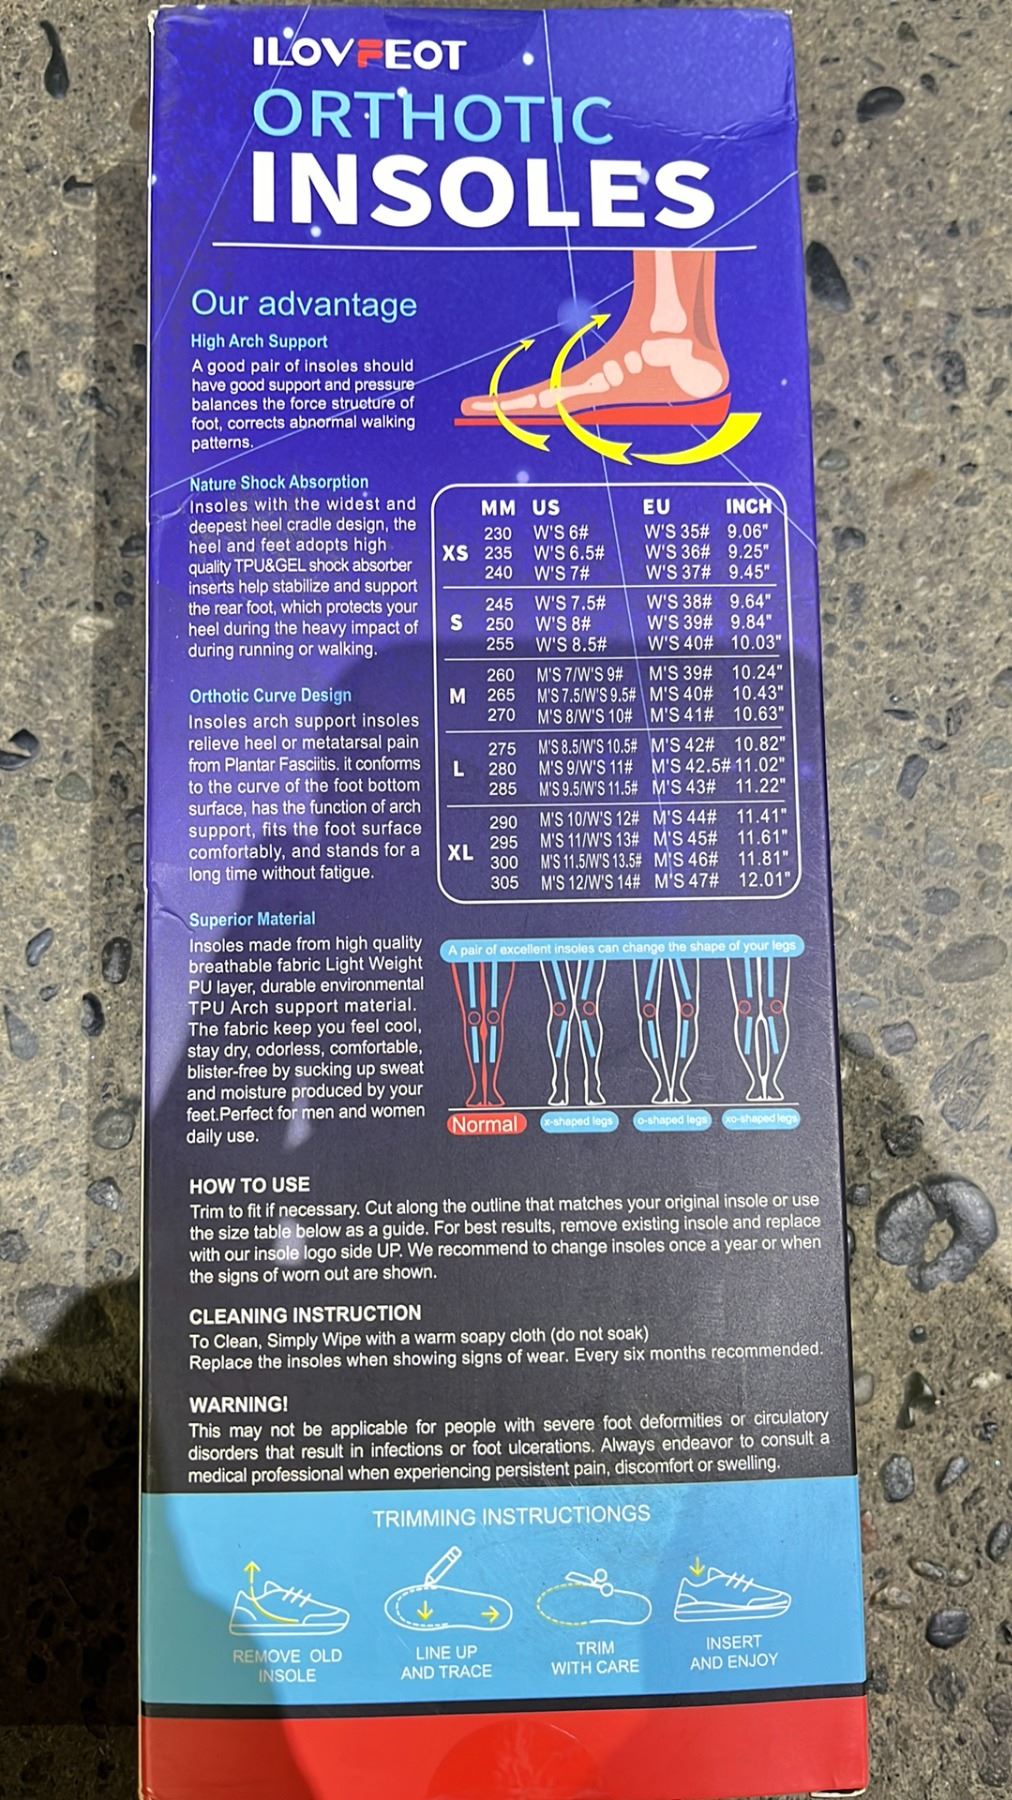 ILOVFEOT
ORTHOTIC
INSOLES
Our advantage
High Arch Support
A good pair of insoles should
have good support and pressure
balances the force structure of
foot, corrects abnormal walking
patterns.
Nature Shock Absorption
Insoles with the widest and
deepest heel cradle design, the
heel and feet adopts high
quality TPU&GEL shock absorber
inserts help stabilize and support
the rear foot, which protects your
heel during the heavy impact of
during running or walking.
Orthotic Curve Design
Insoles arch support insoles
relieve heel or metatarsal pain
from Plantar Fasciitis. it conforms
to the curve of the foot bottom
surface, has the function of arch
support, fits the foot surface
comfortably, and stands for a
long time without fatigue.
Superior Material
Insoles made from high quality
breathable fabric Light Weight
PU layer, durable environmental
TPU Arch support material.
The fabric keep you feel cool,
stay dry, odorless, comfortable,
blister-free by sucking up sweat
and moisture produced by your
feet.Perfect for men and women
daily use.
MM US EU INCH
230 W'S 6# W'S 35# 9.06"
XS 235 W'S 6.5# W'S 36# 9.25"
240 W'S 7# W'S 37# 9.45"
245 W'S 7.5# W'S 38# 9.64"
S 250 W'S 8# W'S 39# 9.84"
255 W'S 8.5# W'S 40# 10.03"
260 M'S 7/W'S 9# M'S 39# 10.24"
M 265 M'S 7.5/W'S 9.5# M'S 40# 10.43"
270 M'S 8/W'S 10# M'S 41# 10.63"
275 M'S 8.5/W'S 10.5# M'S 42# 10.82"
L 280 M'S 9/W'S 11# M'S 42.5# 11.02"
285 M'S 9.5/W'S 11.5# M'S 43# 11.22"
290 M'S 10/W'S 12# M'S 44# 11.41"
XL 295 M'S 11/W'S 13# M'S 45# 11.61"
300 M'S 11.5/W'S 13.5# M'S 46# 11.81"
305 M'S 12/W'S 14# M'S 47# 12.01"
A pair of excellent insoles can change the shape of your legs
Normal x-shaped legs o-shaped legs xo-shaped legs
HOW TO USE
Trim to fit if necessary. Cut along the outline that matches your original insole or use
the size table below as a guide. For best results, remove existing insole and replace
with our insole logo side UP. We recommend to change insoles once a year or when
the signs of worn out are shown.
CLEANING INSTRUCTION
To Clean, Simply Wipe with a warm soapy cloth (do not soak)
Replace the insoles when showing signs of wear. Every six months recommended.
WARNING!
This may not be applicable for people with severe foot deformities or circulatory
disorders that result in infections or foot ulcerations. Always endeavor to consult a
medical professional when experiencing persistent pain, discomfort or swelling.
TRIMMING INSTRUCTIONGS
REMOVE OLD
INSOLE
LINE UP
AND TRACE
TRIM
WITH CARE
INSERT
AND ENJOY